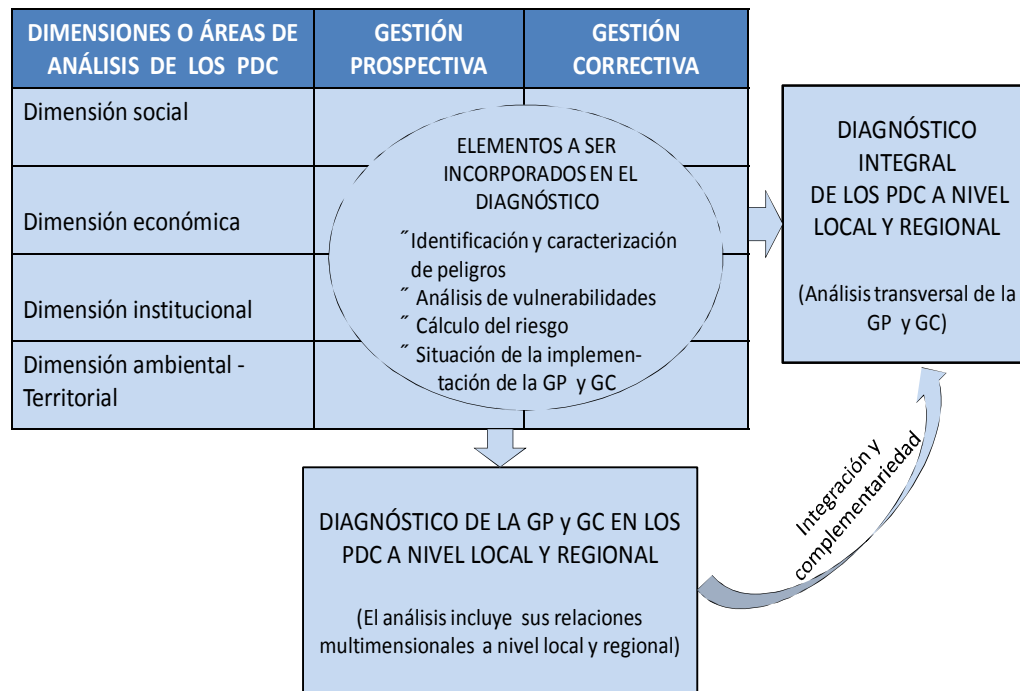 DIMENSIONES O ÁREAS DE
ANÁLISIS DE LOS PDC
GESTIÓN
PROSPECTIVA
GESTIÓN
CORRECTIVA
Dimensión social
Dimensión económica
Dimensión institucional
Dimensión ambiental -
Territorial
ELEMENTOS A SER
INCORPORADOS EN EL
DIAGNÓSTICO
˝ Identificación y caracterización
de peligros
˝ Análisis de vulnerabilidades
˝ Cálculo del riesgo
˝ Situación de la implemen-
tación de la GP y GC
DIAGNÓSTICO
INTEGRAL
DE LOS PDC A NIVEL
LOCAL Y REGIONAL
(Análisis transversal de la
GP y GC)
Integración y
complementariedad
DIAGNÓSTICO DE LA GP y GC EN LOS
PDC A NIVEL LOCAL Y REGIONAL
(El análisis incluye sus relaciones
multimensionales a nivel local y regional)